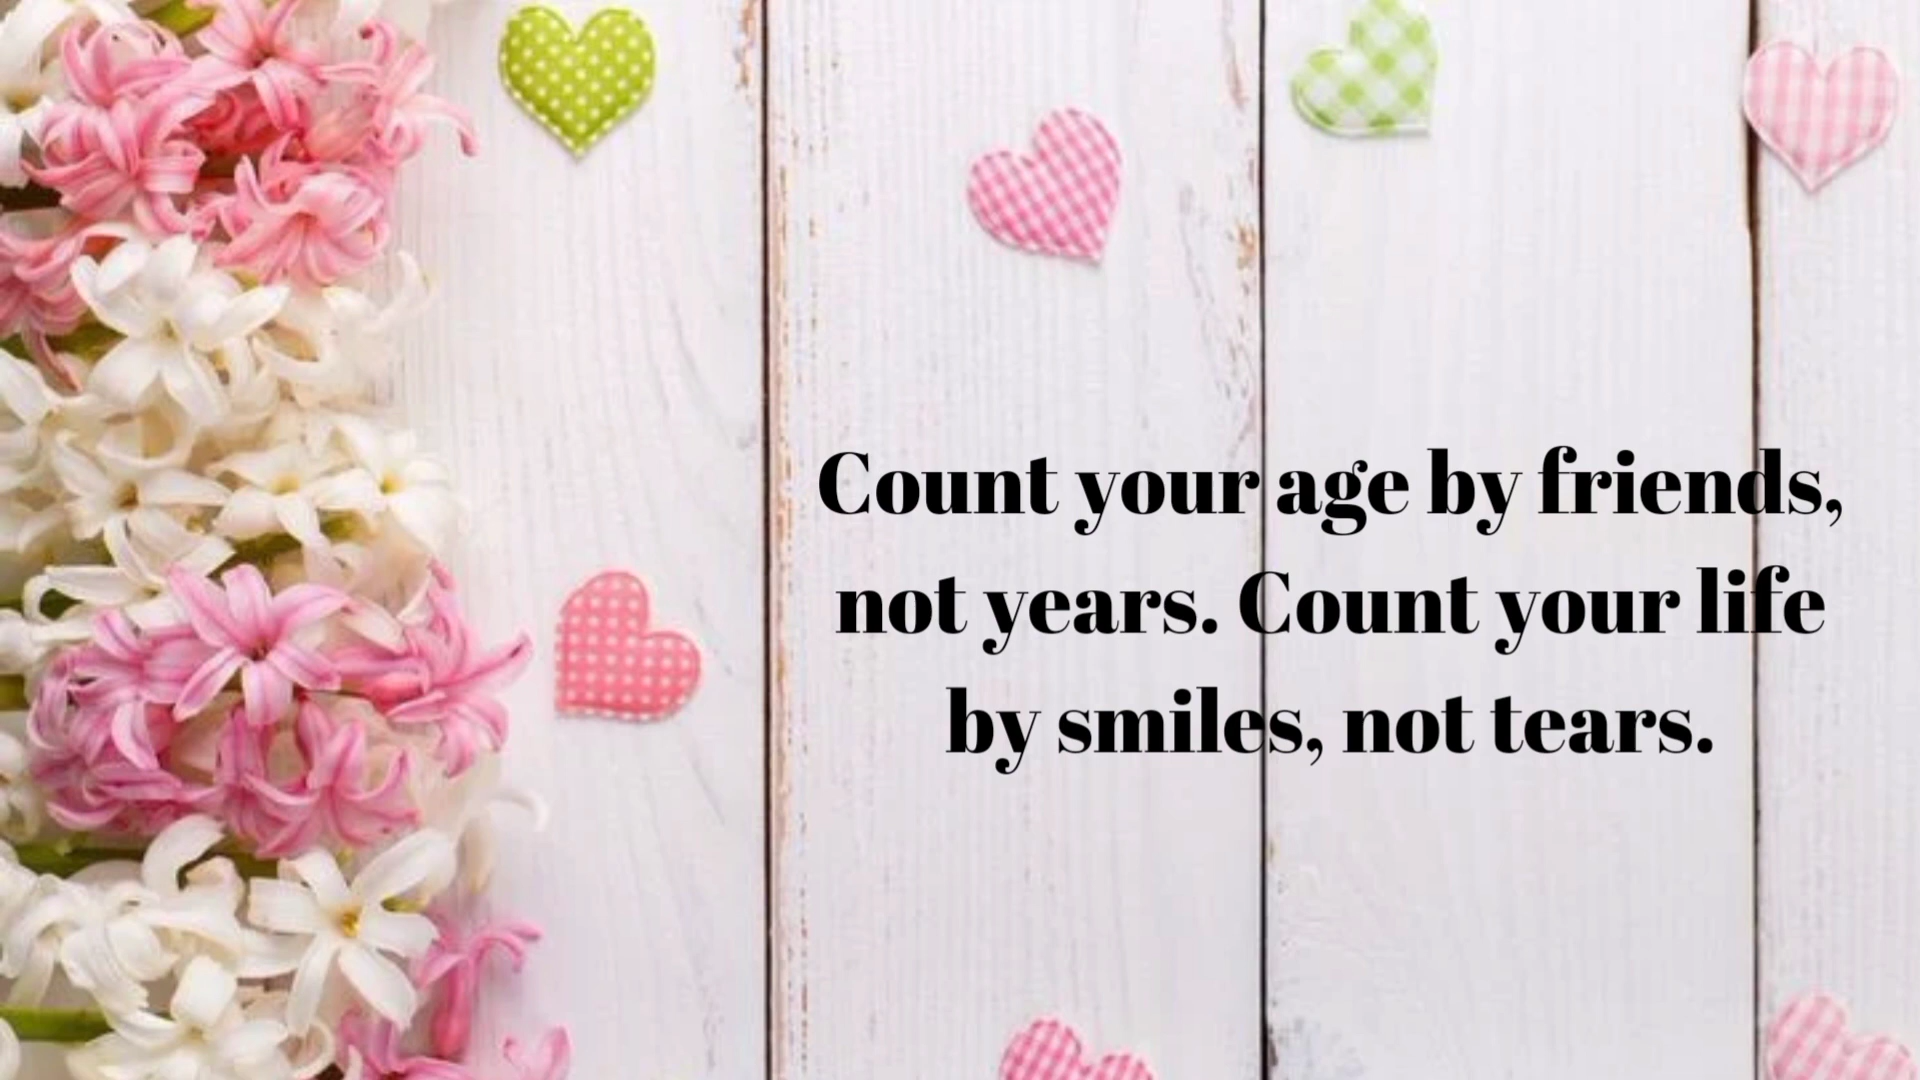 Count your age by friends,
not years. Count your life
by smiles, not tears.